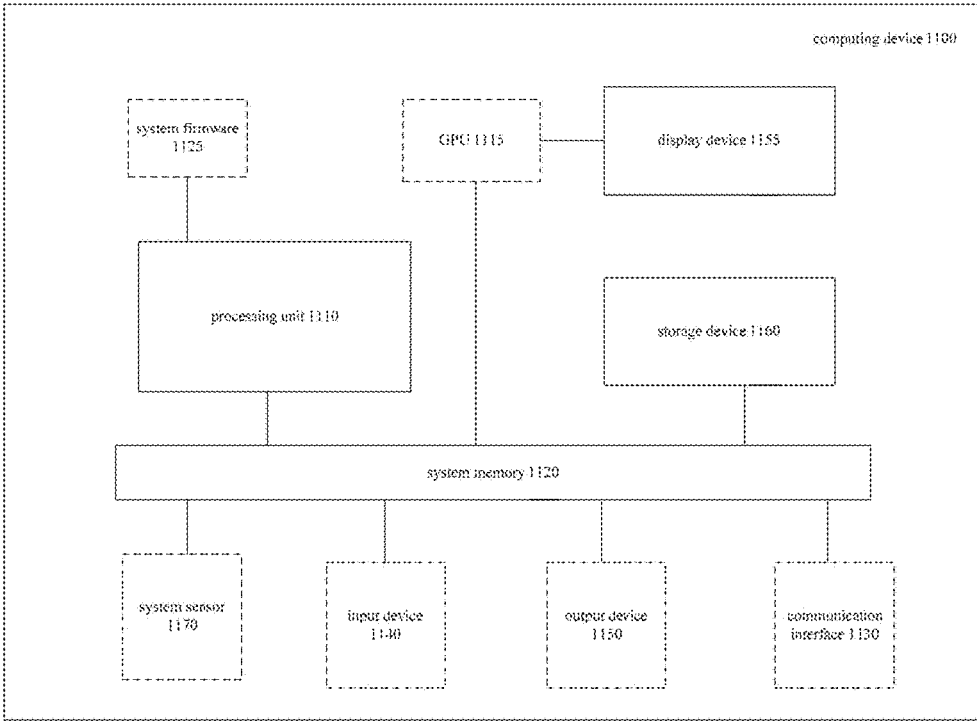 computing device 1100
system firmware
1125
GPU 1115
display device 1155
processing unit 1110
storage device 1160
system memory 1120
system sensor
1170
input device
1140
output device
1150
communication
interface 1130